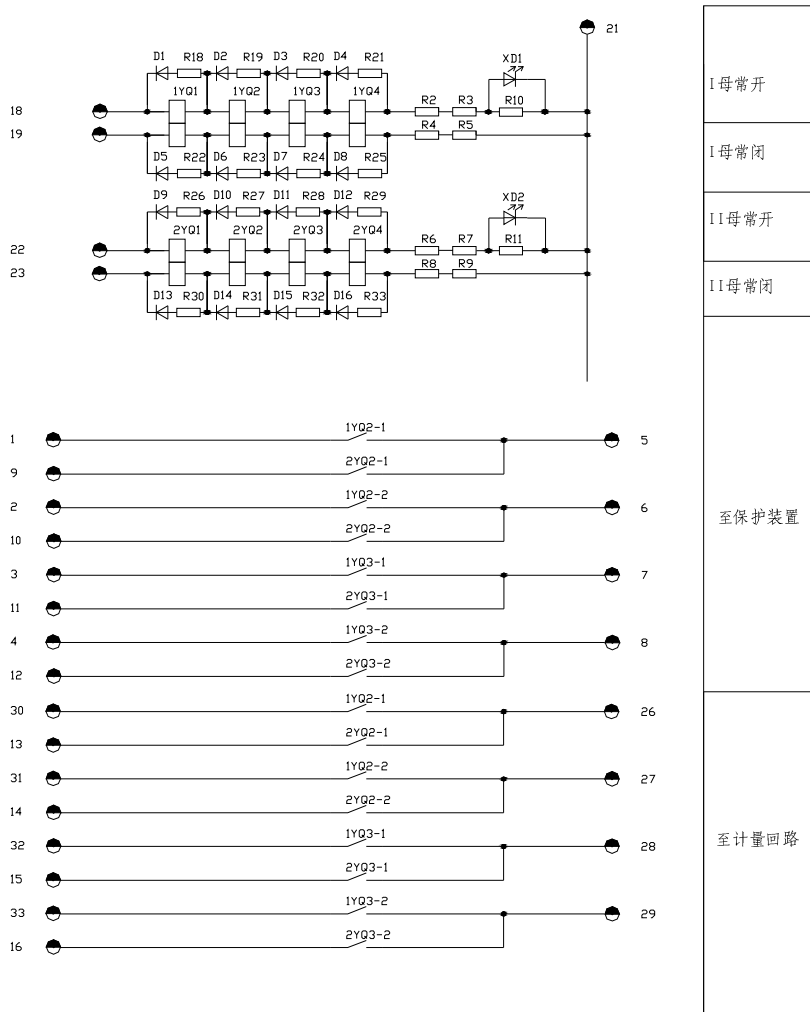 21
D1 R18 D2 R19 D3 R20 D4 R21 XD1
1YQ1 1YQ2 1YQ3 1YQ4 R2 R3 R10
I母常开
18
19
R4 R5
D5 R22 D6 R23 D7 R24 D8 R25
I母常闭
D9 R26 D10 R27 D11 R28 D12 R29 XD2
2YQ1 2YQ2 2YQ3 2YQ4 R6 R7 R11
II母常开
22
23
R8 R9
D13 R30 D14 R31 D15 R32 D16 R33
II母常闭
1 1YQ2-1 5
9 2YQ2-1
2 1YQ2-2 6
10 2YQ2-2
至保护装置
3 1YQ3-1 7
11 2YQ3-1
4 1YQ3-2 8
12 2YQ3-2
30 1YQ2-1 26
13 2YQ2-1
31 1YQ2-2 27
14 2YQ2-2
至计量回路
32 1YQ3-1 28
15 2YQ3-1
33 1YQ3-2 29
16 2YQ3-2